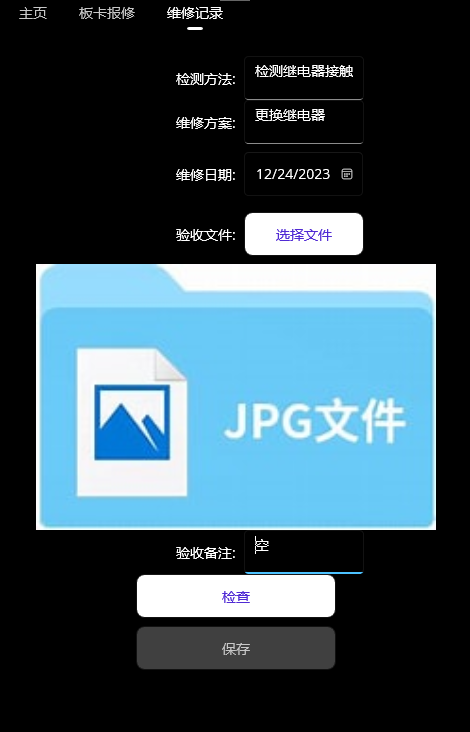 主页 板卡报修 维修记录
检测方法: 检测继电器接触
维修方案: 更换继电器
维修日期: 12/24/2023
验收文件: 选择文件
JPG文件
验收备注: 空
检查
保存